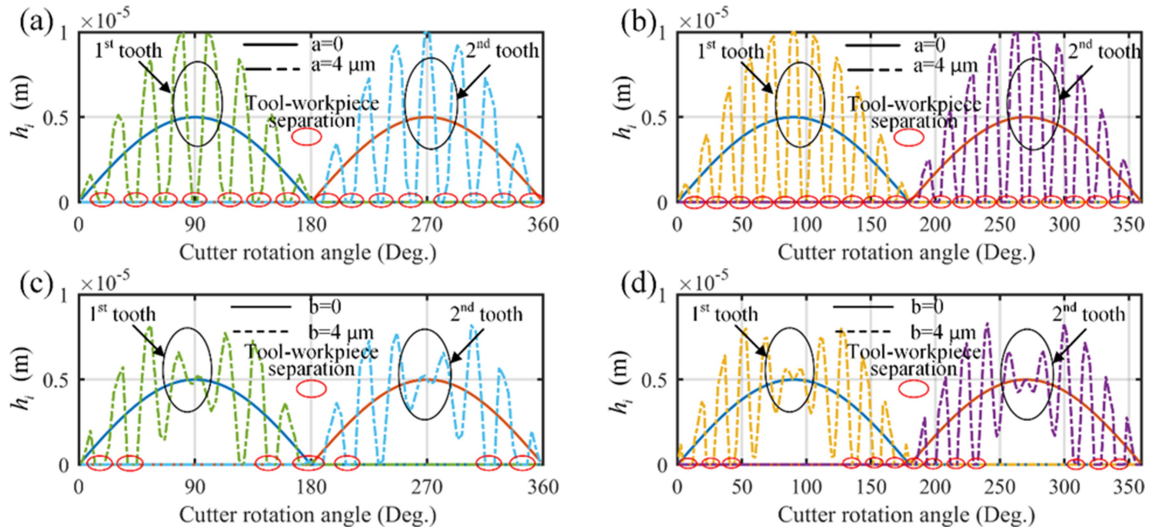 (a)
×10⁻⁵
1
0.5
0
hᵢ (m)
1ˢᵗ tooth
a=0
a=4 μm
2ⁿᵈ tooth
Tool-workpiece
separation
0 90 180 270 360
Cutter rotation angle (Deg.)
(b)
×10⁻⁵
1
0.5
0
hᵢ (m)
1ˢᵗ tooth
a=0
a=4 μm
2ⁿᵈ tooth
Tool-workpiece
separation
0 50 100 150 200 250 300 350
Cutter rotation angle (Deg.)
(c)
×10⁻⁵
1
0.5
0
hᵢ (m)
1ˢᵗ tooth
b=0
b=4 μm
2ⁿᵈ tooth
Tool-workpiece
separation
0 90 180 270 360
Cutter rotation angle (Deg.)
(d)
×10⁻⁵
1
0.5
0
hᵢ (m)
1ˢᵗ tooth
b=0
b=4 μm
2ⁿᵈ tooth
Tool-workpiece
separation
0 50 100 150 200 250 300 350
Cutter rotation angle (Deg.)